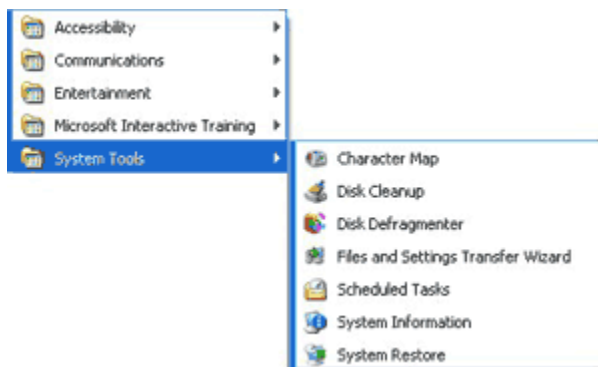 Accessibility
Communications
Entertainment
Microsoft Interactive Training
System Tools
Character Map
Disk Cleanup
Disk Defragmenter
Files and Settings Transfer Wizard
Scheduled Tasks
System Information
System Restore